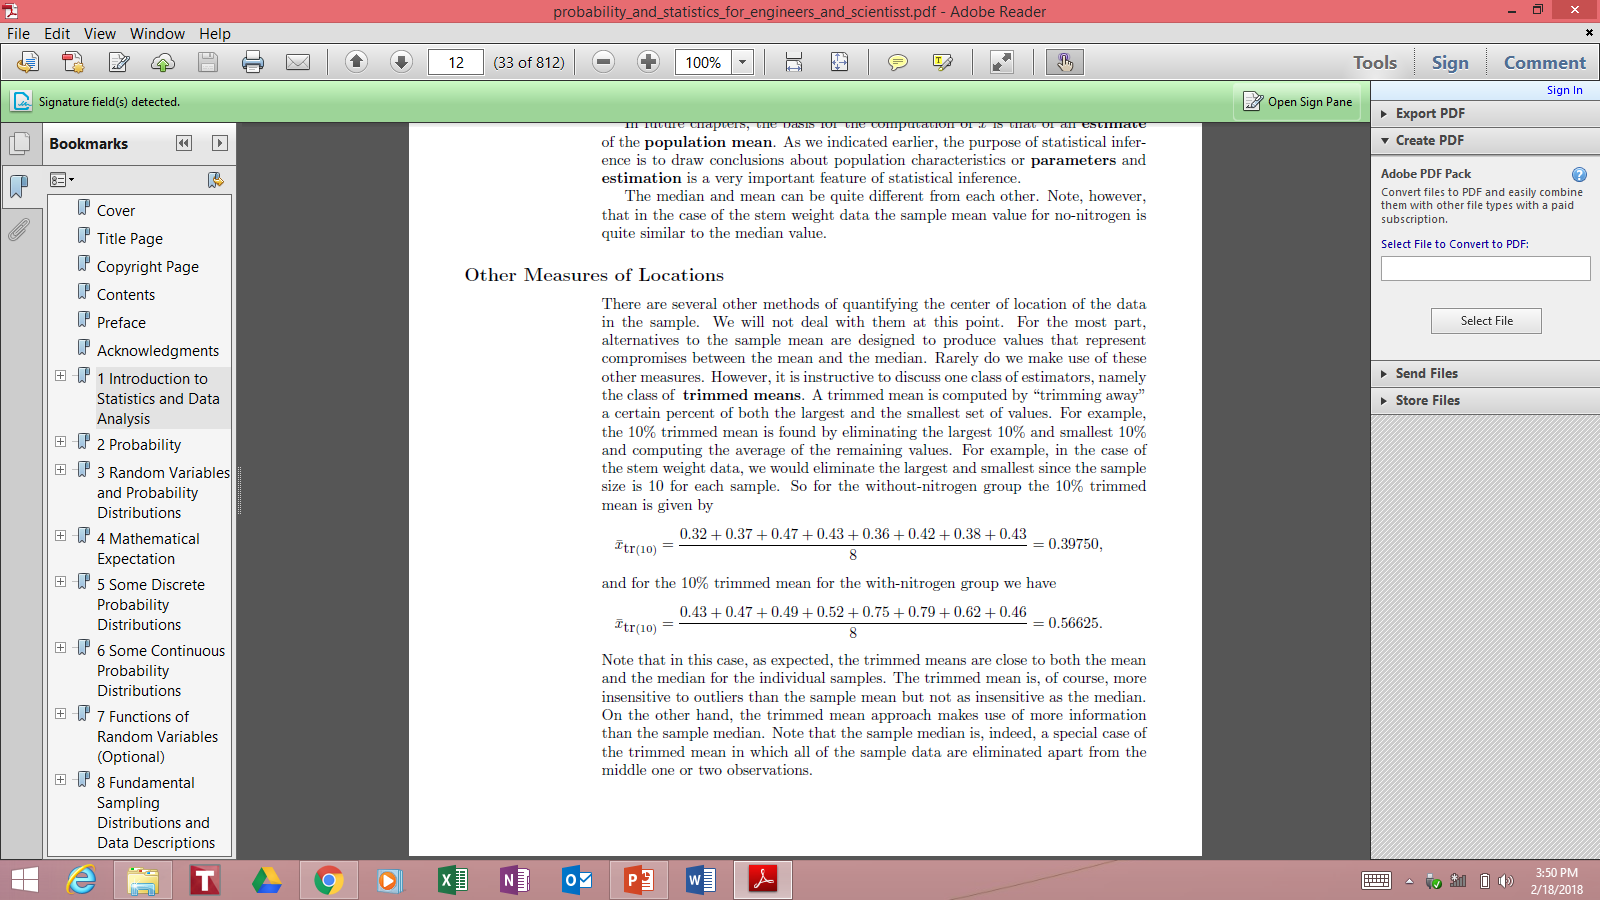 probability_and_statistics_for_engineers_and_scientisst.pdf - Adobe Reader
File Edit View Window Help
12 (33 of 812) 100% Tools Sign Comment
Signature field(s) detected. Open Sign Pane
Sign In
Bookmarks
Cover
Title Page
Copyright Page
Contents
Preface
Acknowledgments
1 Introduction to
Statistics and Data
Analysis
2 Probability
3 Random Variables
and Probability
Distributions
4 Mathematical
Expectation
5 Some Discrete
Probability
Distributions
6 Some Continuous
Probability
Distributions
7 Functions of
Random Variables
(Optional)
8 Fundamental
Sampling
Distributions and
Data Descriptions
In future chapters, the basis for the computation of x̄ is that of an estimate
of the population mean. As we indicated earlier, the purpose of statistical infer-
ence is to draw conclusions about population characteristics or parameters and
estimation is a very important feature of statistical inference.
The median and mean can be quite different from each other. Note, however,
that in the case of the stem weight data the sample mean value for no-nitrogen is
quite similar to the median value.
Other Measures of Locations
There are several other methods of quantifying the center of location of the data
in the sample. We will not deal with them at this point. For the most part,
alternatives to the sample mean are designed to produce values that represent
compromises between the mean and the median. Rarely do we make use of these
other measures. However, it is instructive to discuss one class of estimators, namely
the class of trimmed means. A trimmed mean is computed by “trimming away”
a certain percent of both the largest and the smallest set of values. For example,
the 10% trimmed mean is found by eliminating the largest 10% and smallest 10%
and computing the average of the remaining values. For example, in the case of
the stem weight data, we would eliminate the largest and smallest since the sample
size is 10 for each sample. So for the without-nitrogen group the 10% trimmed
mean is given by
x̄tr(10) = 0.32 + 0.37 + 0.47 + 0.43 + 0.36 + 0.42 + 0.38 + 0.43 / 8 = 0.39750,
and for the 10% trimmed mean for the with-nitrogen group we have
x̄tr(10) = 0.43 + 0.47 + 0.49 + 0.52 + 0.75 + 0.79 + 0.62 + 0.46 / 8 = 0.56625.
Note that in this case, as expected, the trimmed means are close to both the mean
and the median for the individual samples. The trimmed mean is, of course, more
insensitive to outliers than the sample mean but not as insensitive as the median.
On the other hand, the trimmed mean approach makes use of more information
than the sample median. Note that the sample median is, indeed, a special case of
the trimmed mean in which all of the sample data are eliminated apart from the
middle one or two observations.
Export PDF
Create PDF
Adobe PDF Pack
Convert files to PDF and easily combine
them with other file types with a paid
subscription.
Select File to Convert to PDF:
Select File
Send Files
Store Files
3:50 PM
2/18/2018